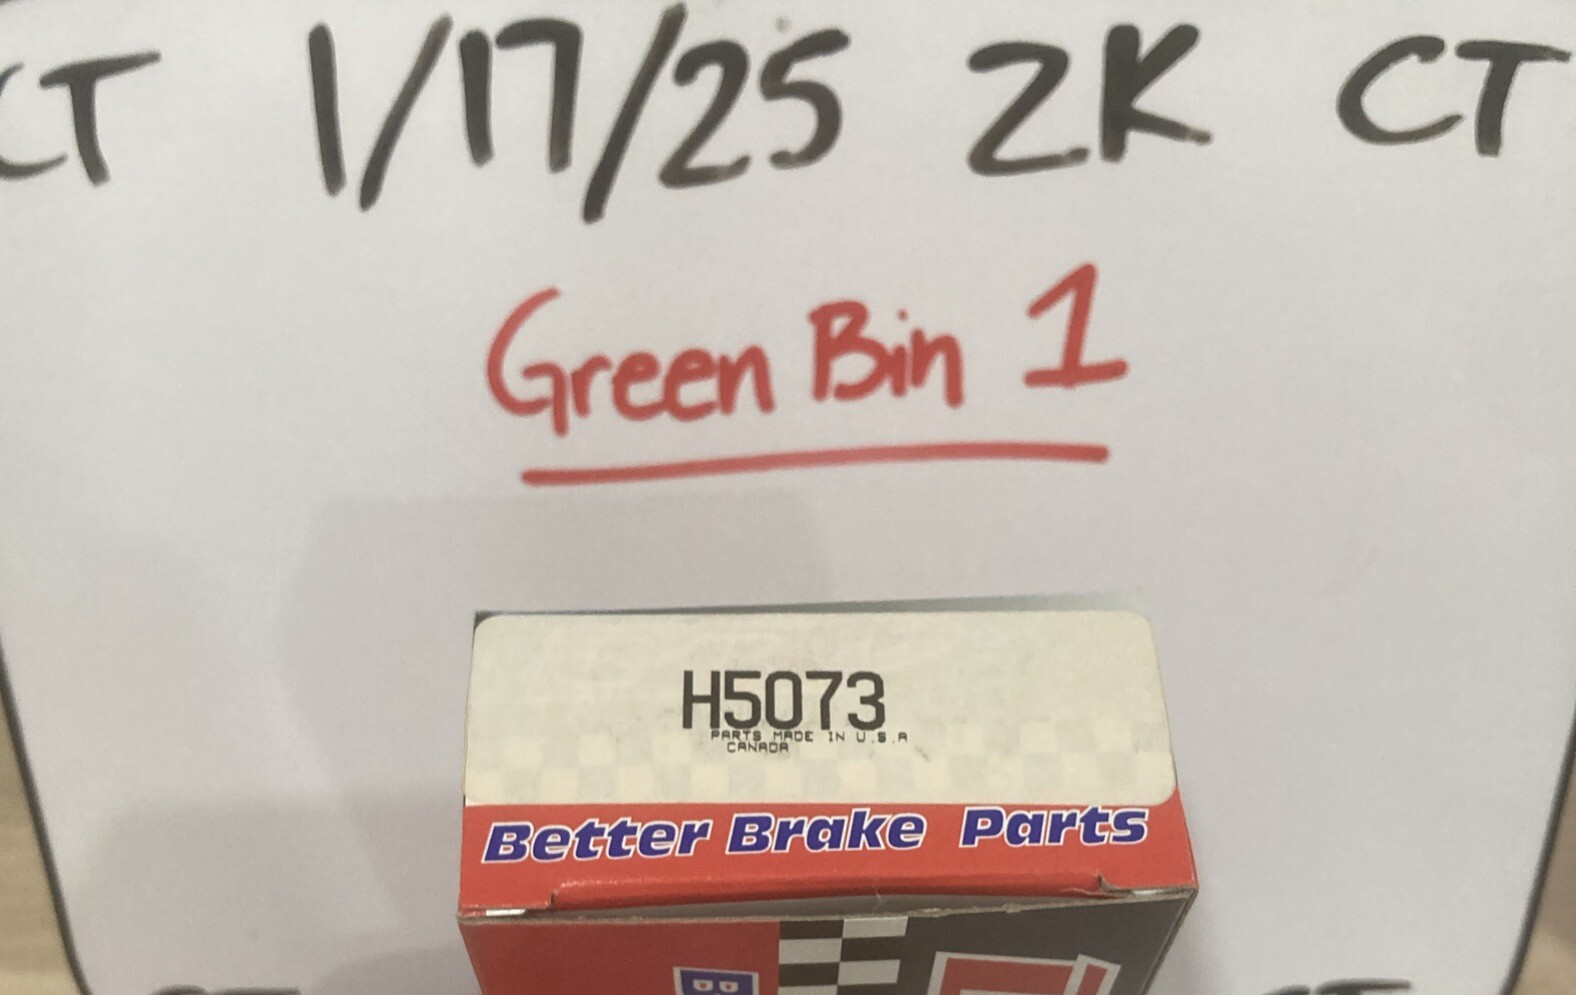 CT 1/17/25 2K CT
Green Bin 1
H5073
PARTS MADE IN U.S.A
CANADA
Better Brake Parts
B